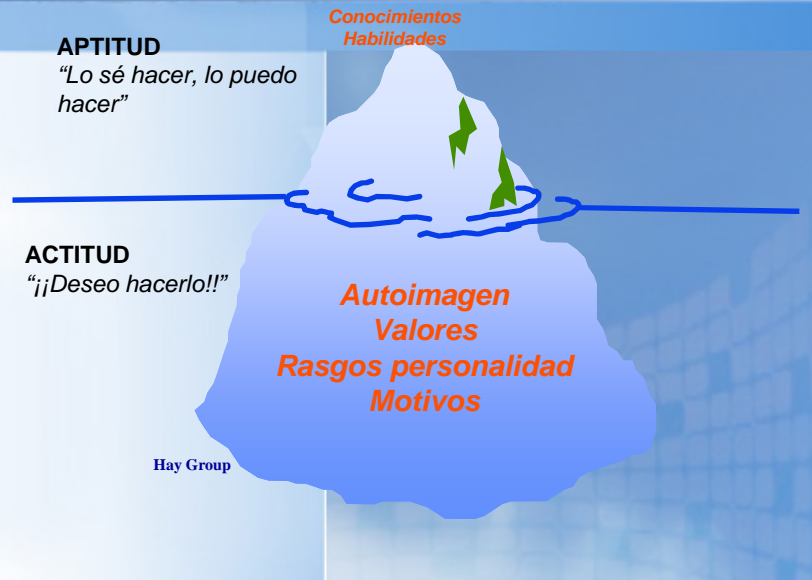 Conocimientos
Habilidades
APTITUD
“Lo sé hacer, lo puedo
hacer”
ACTITUD
“¡¡Deseo hacerlo!!”
Autoimagen
Valores
Rasgos personalidad
Motivos
Hay Group